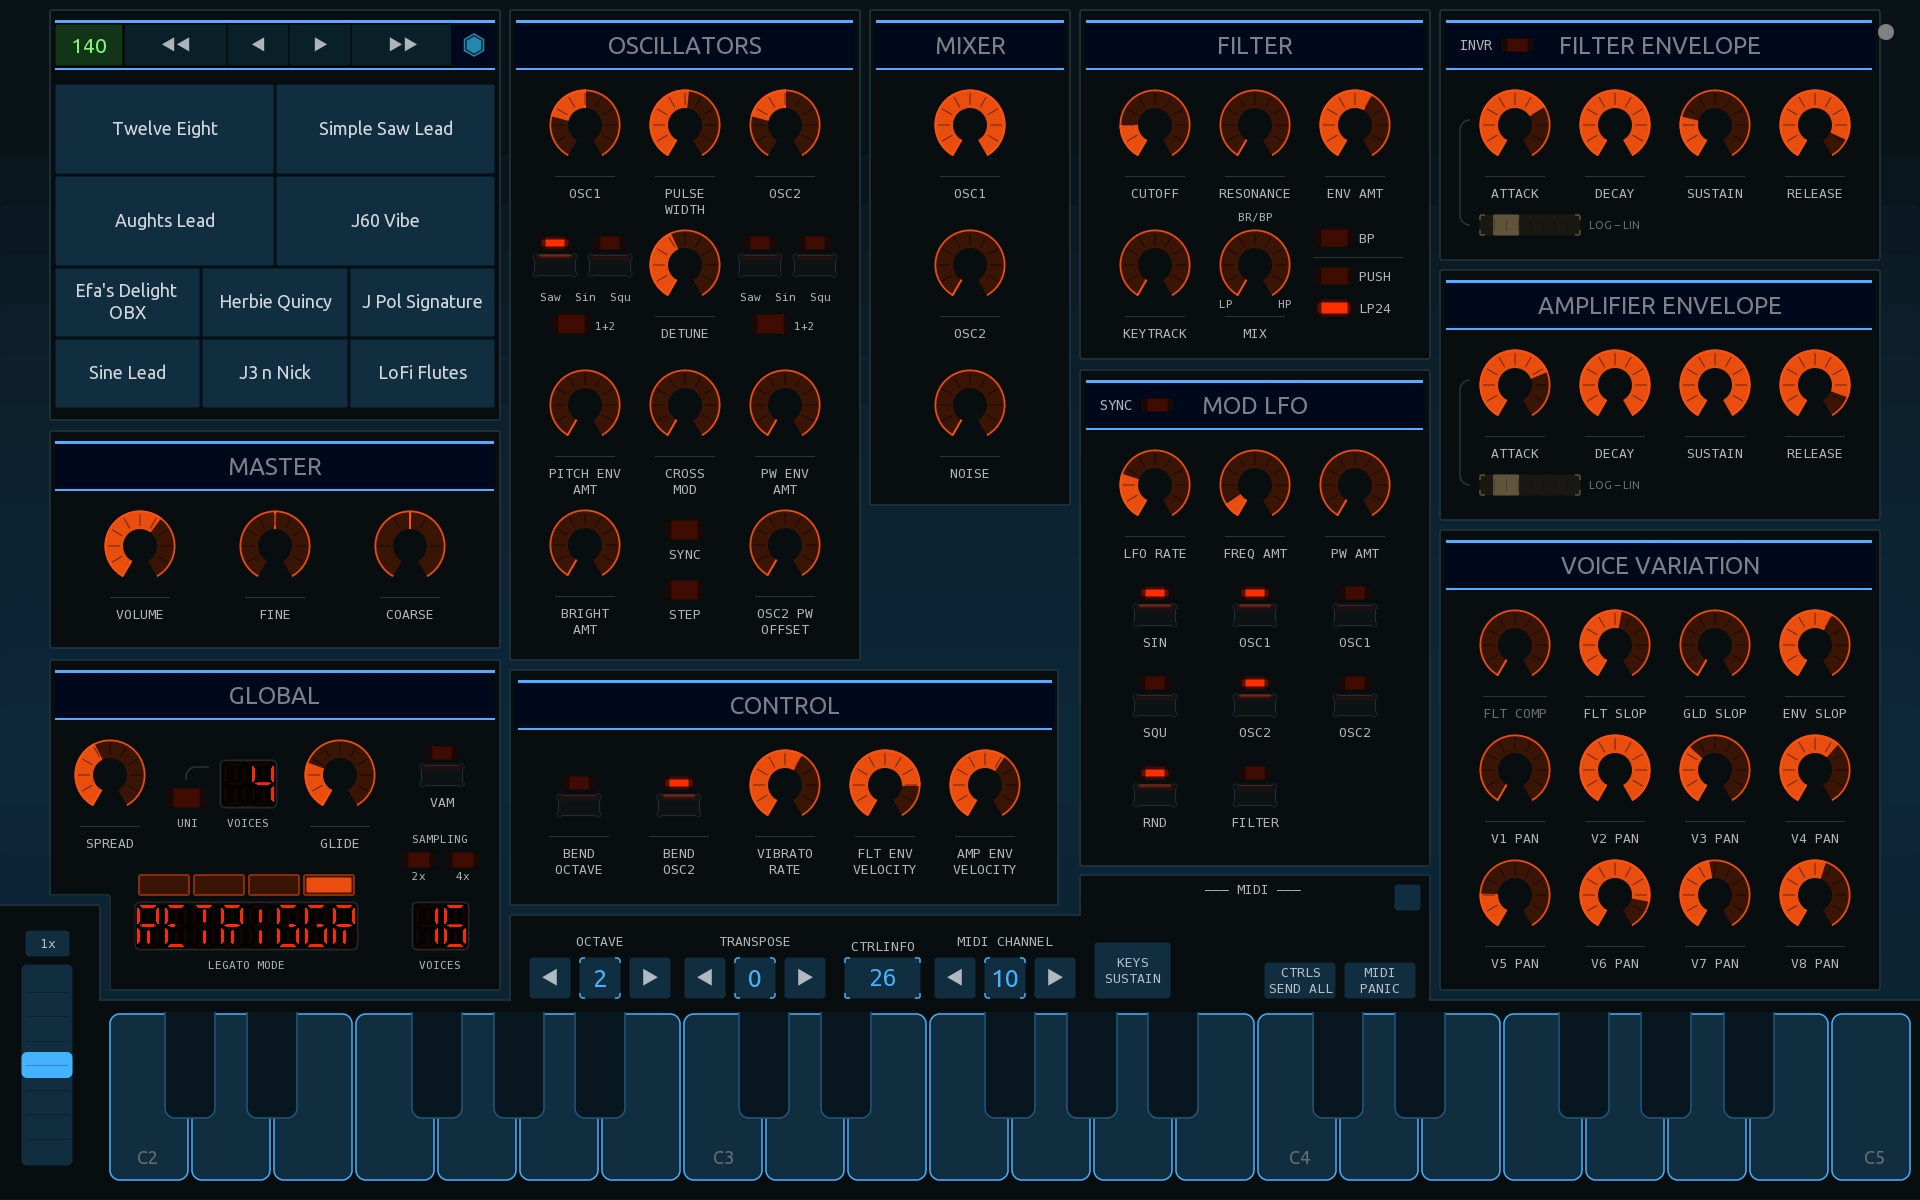 140
Twelve Eight
Simple Saw Lead
Aughts Lead
J60 Vibe
Efa's Delight
OBX
Herbie Quincy
J Pol Signature
Sine Lead
J3 n Nick
LoFi Flutes
MASTER
VOLUME
FINE
COARSE
GLOBAL
SPREAD
UNI
4
VOICES
GLIDE
VAM
SAMPLING
2x
4x
RETRIGGR
LEGATO MODE
16
VOICES
OSCILLATORS
OSC1
PULSE
WIDTH
OSC2
Saw Sin Squ
1+2
DETUNE
Saw Sin Squ
1+2
PITCH ENV
AMT
CROSS
MOD
PW ENV
AMT
BRIGHT
AMT
SYNC
STEP
OSC2 PW
OFFSET
MIXER
OSC1
OSC2
NOISE
CONTROL
BEND
OCTAVE
BEND
OSC2
VIBRATO
RATE
FLT ENV
VELOCITY
AMP ENV
VELOCITY
FILTER
CUTOFF
RESONANCE
ENV AMT
KEYTRACK
BR/BP
LP
HP
MIX
BP
PUSH
LP24
SYNC
MOD LFO
LFO RATE
FREQ AMT
PW AMT
SIN
OSC1
OSC1
SQU
OSC2
OSC2
RND
FILTER
INVR
FILTER ENVELOPE
ATTACK
DECAY
SUSTAIN
RELEASE
LOG – LIN
AMPLIFIER ENVELOPE
ATTACK
DECAY
SUSTAIN
RELEASE
LOG – LIN
VOICE VARIATION
FLT COMP
FLT SLOP
GLD SLOP
ENV SLOP
V1 PAN
V2 PAN
V3 PAN
V4 PAN
V5 PAN
V6 PAN
V7 PAN
V8 PAN
MIDI
1x
OCTAVE
2
TRANSPOSE
0
CTRLINFO
26
MIDI CHANNEL
10
KEYS
SUSTAIN
CTRLS
SEND ALL
MIDI
PANIC
C2
C3
C4
C5